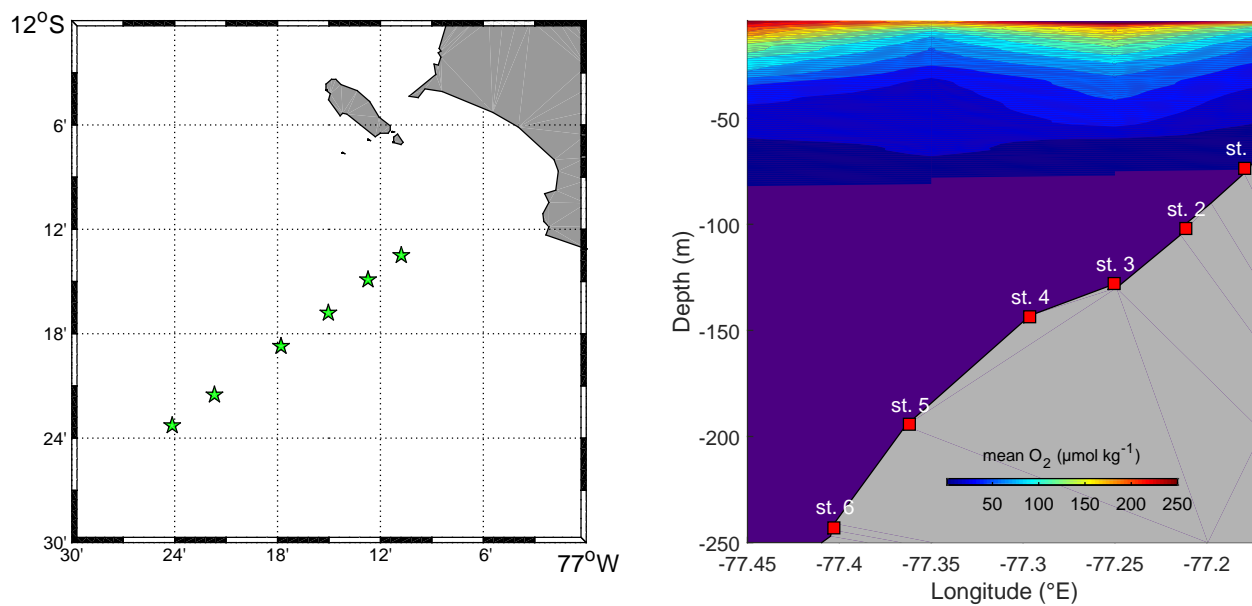 12°S
6'
12'
18'
24'
30'
30'
24'
18'
12'
6'
77°W
-50
-100
-150
-200
-250
Depth (m)
st.
st. 2
st. 3
st. 4
st. 5
st. 6
mean O₂ (µmol kg⁻¹)
50
100
150
200
250
-77.45
-77.4
-77.35
-77.3
-77.25
-77.2
Longitude (°E)